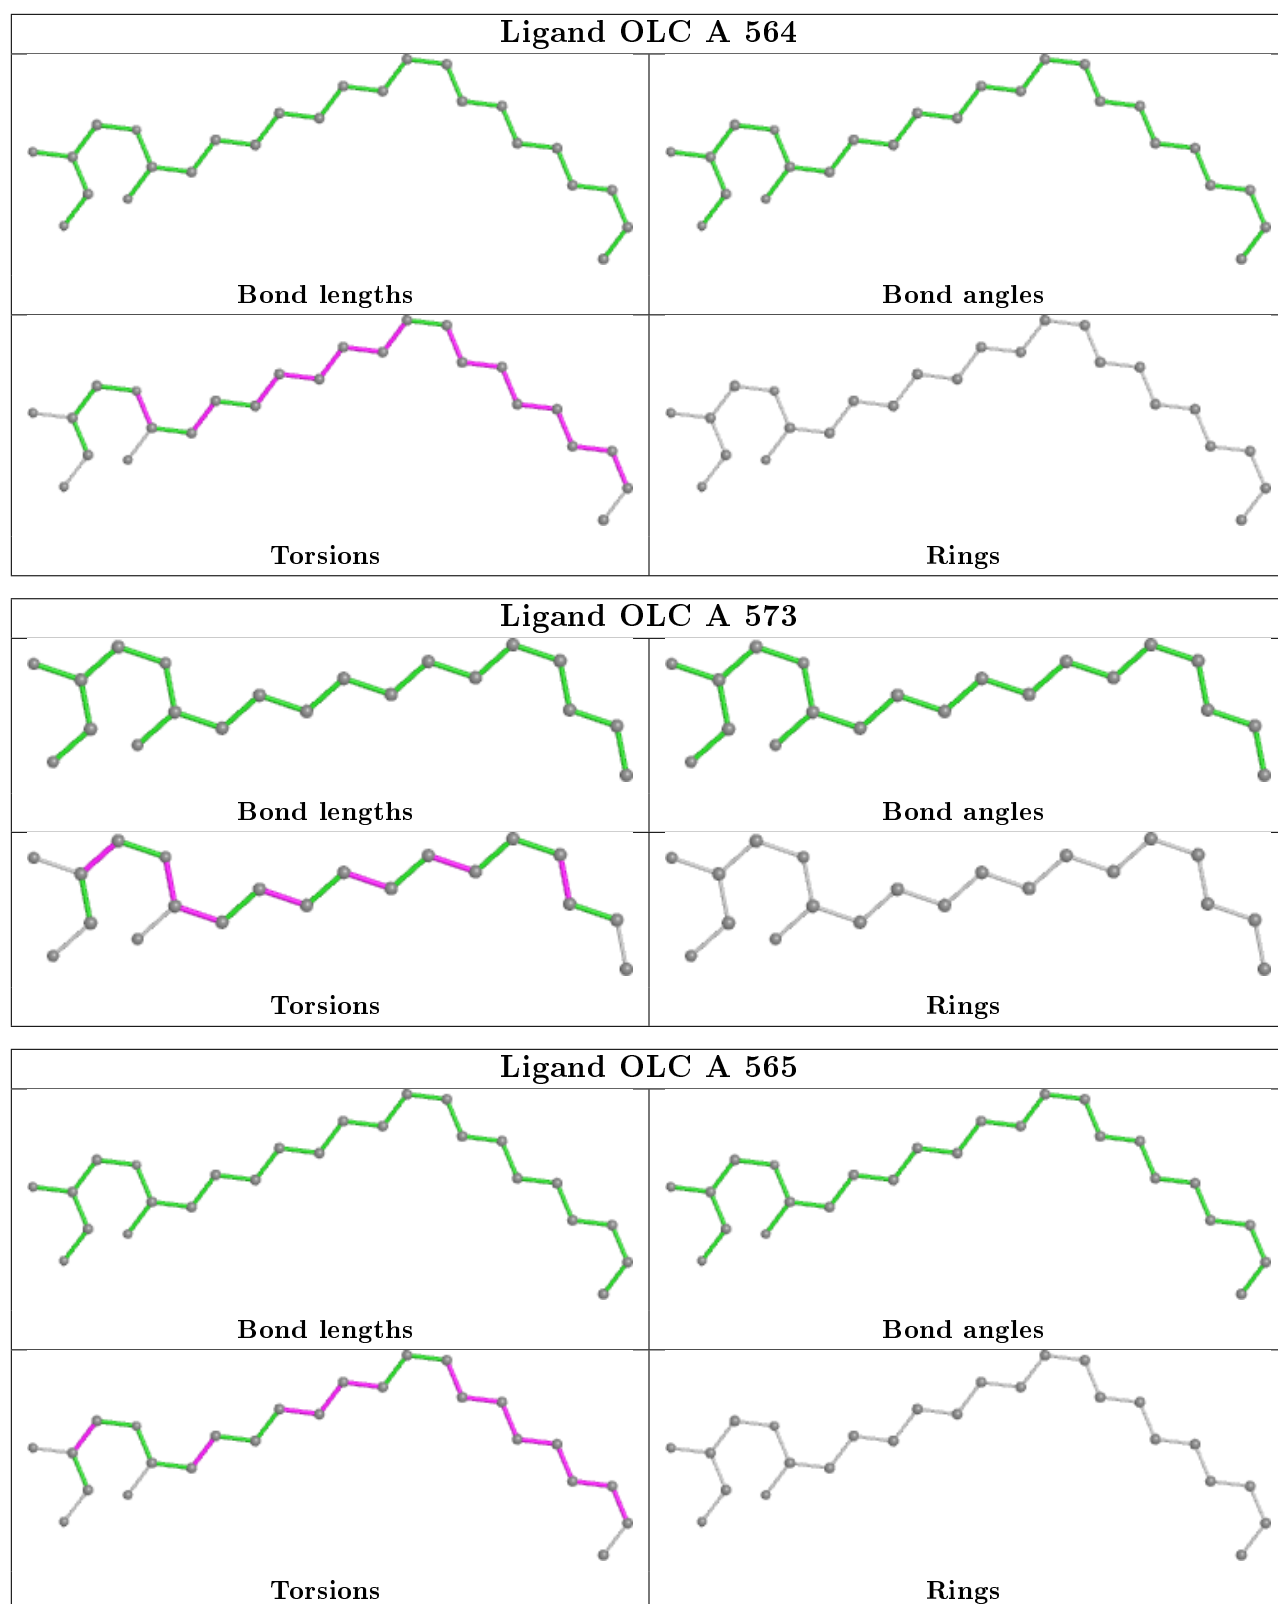 Ligand OLC A 564
Bond lengths
Bond angles
Torsions
Rings
Ligand OLC A 573
Bond lengths
Bond angles
Torsions
Rings
Ligand OLC A 565
Bond lengths
Bond angles
Torsions
Rings